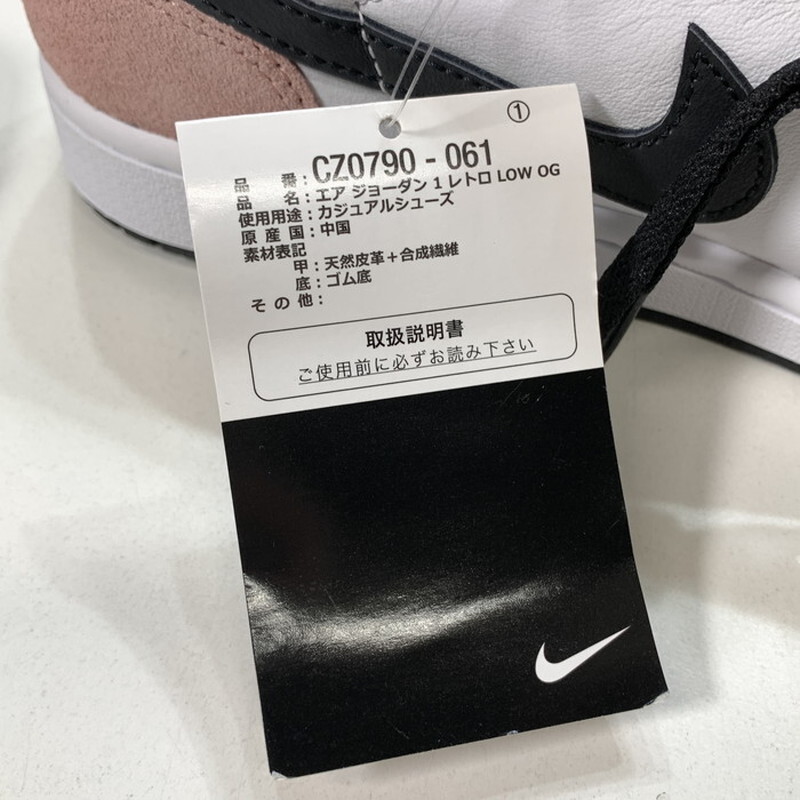 ①
品番：CZ0790 - 061
品名：エア ジョーダン 1 レトロ LOW OG
使用用途：カジュアルシューズ
原産国：中国
素材表記
甲：天然皮革＋合成繊維
底：ゴム底
その他：
取扱説明書
ご使用前に必ずお読み下さい